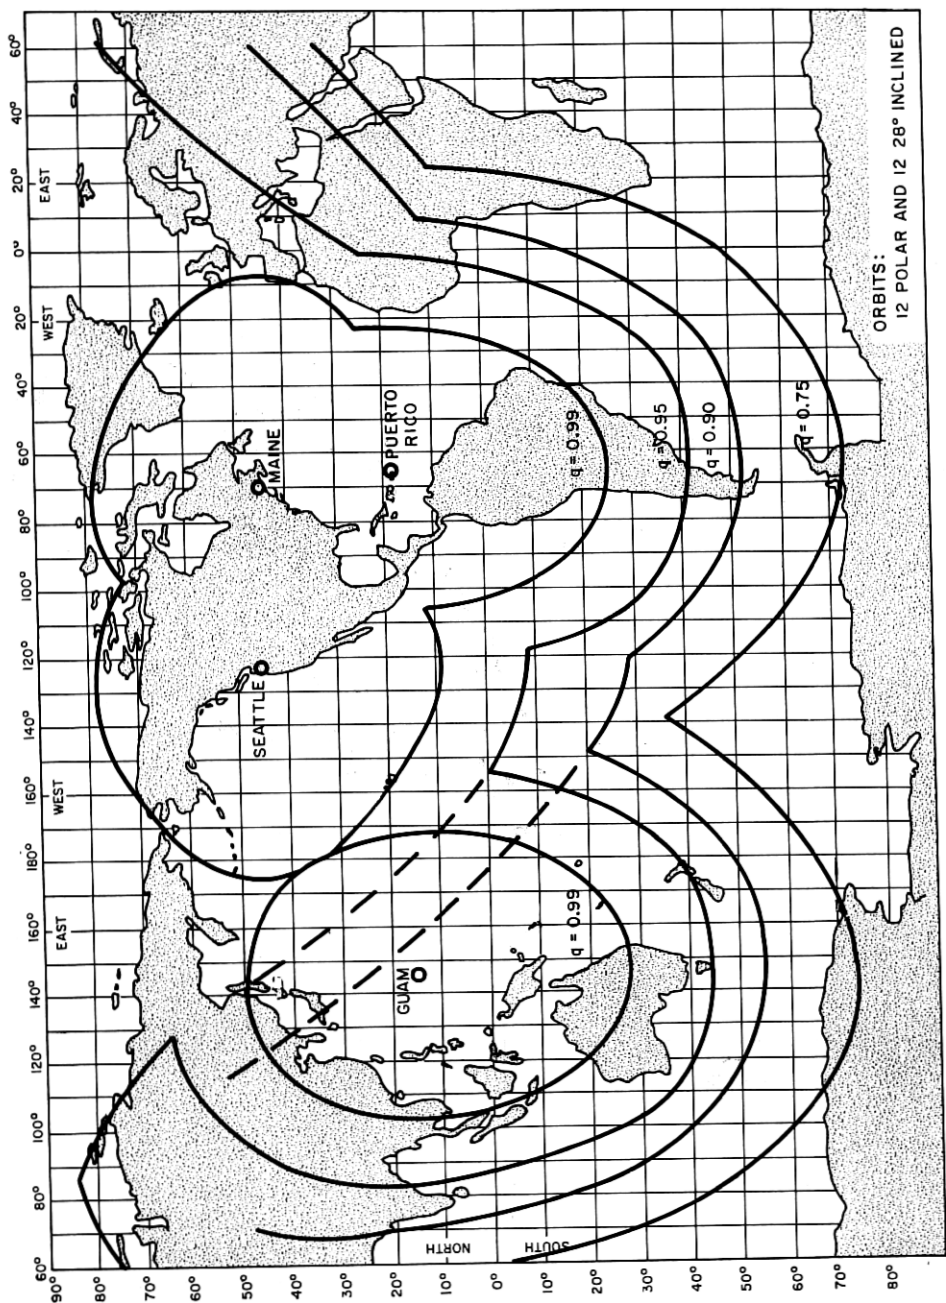 60° 80° 100° 120° 140° 160° 180° 160° 140° 120° 100° 80° 60° 40° 20° 0° 20° 40° 60°
EAST WEST WEST EAST
90°
80°
70°
60°
50°
40°
30°
20°
10°
0°
10°
20°
30°
40°
50°
60°
70°
80°
NORTH
SOUTH
SEATTLE
MAINE
PUERTO
RICO
GUAM
q = 0.99
q = 0.99
q = 0.95
q = 0.90
q = 0.75
ORBITS:
12 POLAR AND 12 28° INCLINED